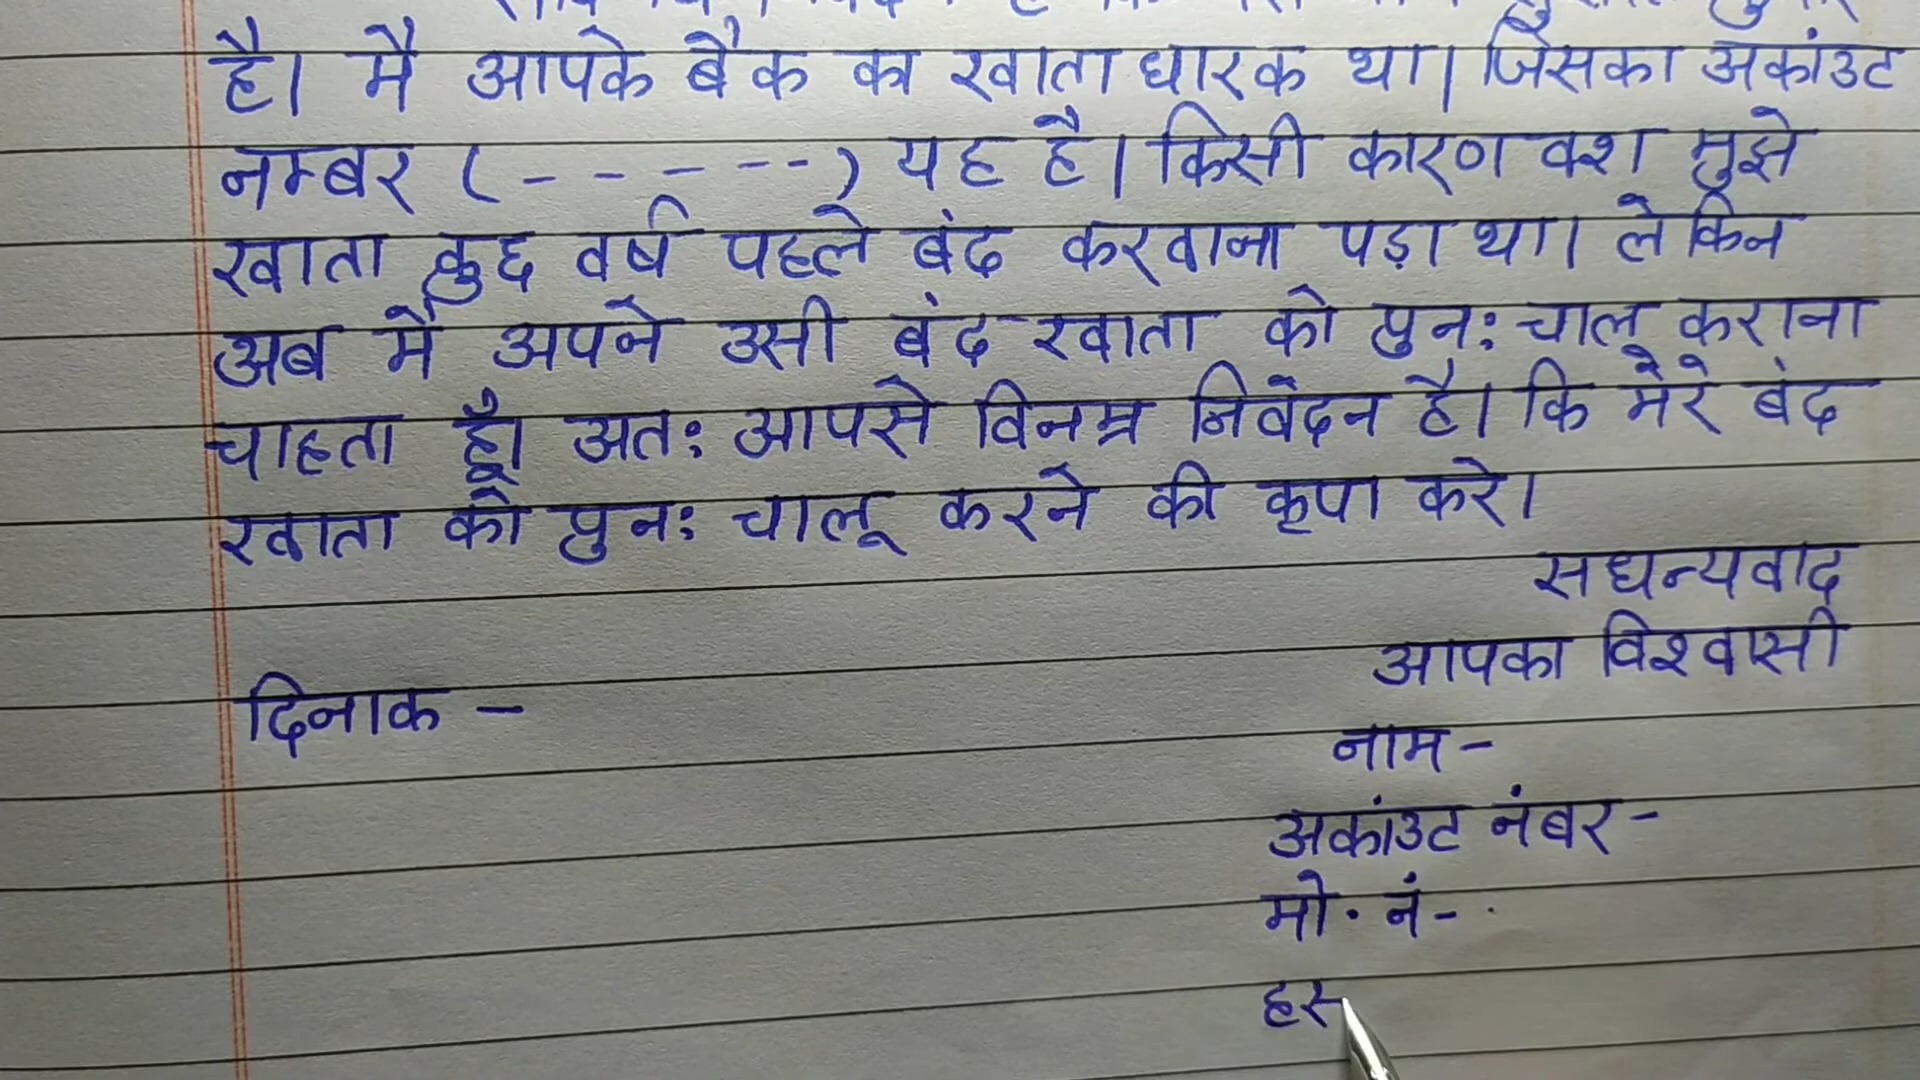 है। मै आपके बैक का खाता धारक था। जिसका अकांउट
नम्बर ( - - - - - - ) यह है। किसी कारण वश मुझे
खाता कुछ वर्ष पहले बंद करवाना पड़ा था। लेकिन
अब मैं अपने उसी बंद खाता को पुनः चालू कराना
चाहता हूँ। अतः आपसे विनम्र निवेदन है। कि मेरे बंद
खाता को पुनः चालू करने की कृपा करे।
सधन्यवाद
आपका विश्वासी
दिनाक -
नाम -
अकांउट नंबर -
मो. नं -
हस्